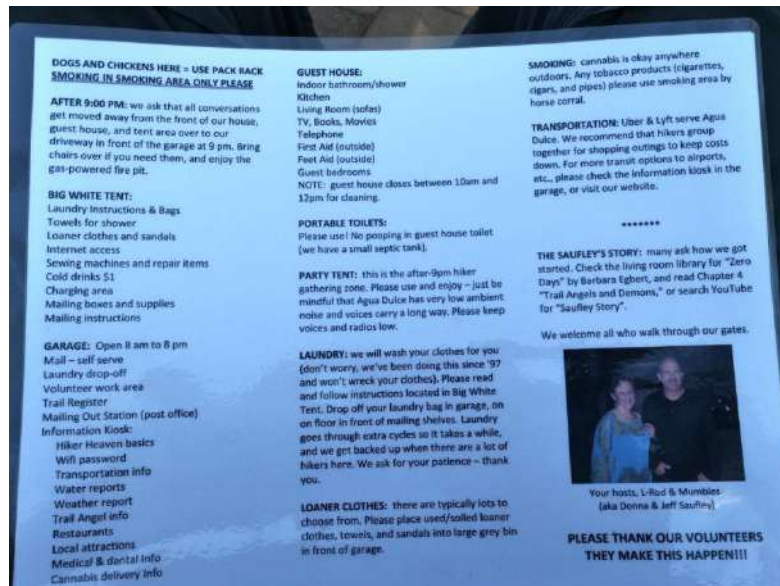 DOGS AND CHICKENS HERE = USE PACK RACK
SMOKING IN SMOKING AREA ONLY PLEASE
AFTER 9:00 PM: we ask that all conversations
get moved away from the front of our house,
guest house, and tent area over to our
driveway in front of the garage at 9 pm. Bring
chairs over if you need them, and enjoy the
gas-powered fire pit.
BIG WHITE TENT:
Laundry Instructions & Bags
Towels for shower
Loaner clothes and sandals
Internet access
Sewing machines and repair items
Cold drinks $1
Charging area
Mailing boxes and supplies
Mailing instructions
GARAGE: Open 8 am to 8 pm
Mail – self serve
Laundry drop-off
Volunteer work area
Trail Register
Mailing Out Station (post office)
Information Kiosk:
Hiker Heaven basics
Wifi password
Transportation info
Water reports
Weather report
Trail Angel info
Restaurants
Local attractions
Medical & dental Info
Cannabis delivery Info
GUEST HOUSE:
Indoor bathroom/shower
Kitchen
Living Room (sofas)
TV, Books, Movies
Telephone
First Aid (outside)
Feet Aid (outside)
Guest bedrooms
NOTE: guest house closes between 10am and
12pm for cleaning.
PORTABLE TOILETS:
Please use! No pooping in guest house toilet
(we have a small septic tank).
PARTY TENT: this is the after-9pm hiker
gathering zone. Please use and enjoy – just be
mindful that Agua Dulce has very low ambient
noise and voices carry a long way. Please keep
voices and radios low.
LAUNDRY: we will wash your clothes for you
(don't worry, we've been doing this since '97
and won't wreck your clothes). Please read
and follow instructions located in Big White
Tent. Drop off your laundry bag in garage, on
on floor in front of mailing shelves. Laundry
goes through extra cycles so it takes a while,
and we get backed up when there are a lot of
hikers here. We ask for your patience – thank
you.
LOANER CLOTHES: there are typically lots to
choose from. Please place used/soiled loaner
clothes, towels, and sandals into large grey bin
in front of garage.
SMOKING: cannabis is okay anywhere
outdoors. Any tobacco products (cigarettes,
cigars, and pipes) please use smoking area by
horse corral.
TRANSPORTATION: Uber & Lyft serve Agua
Dulce. We recommend that hikers group
together for shopping outings to keep costs
down. For more transit options to airports,
etc., please check the information kiosk in the
garage, or visit our website.
*******
THE SAUFLEY'S STORY: many ask how we got
started. Check the living room library for "Zero
Days" by Barbara Egbert, and read Chapter 4
"Trail Angels and Demons," or search YouTube
for "Saufley Story".
We welcome all who walk through our gates.
Your hosts, L-Rod & Mumbles
(aka Donna & Jeff Saufley)
PLEASE THANK OUR VOLUNTEERS
THEY MAKE THIS HAPPEN!!!